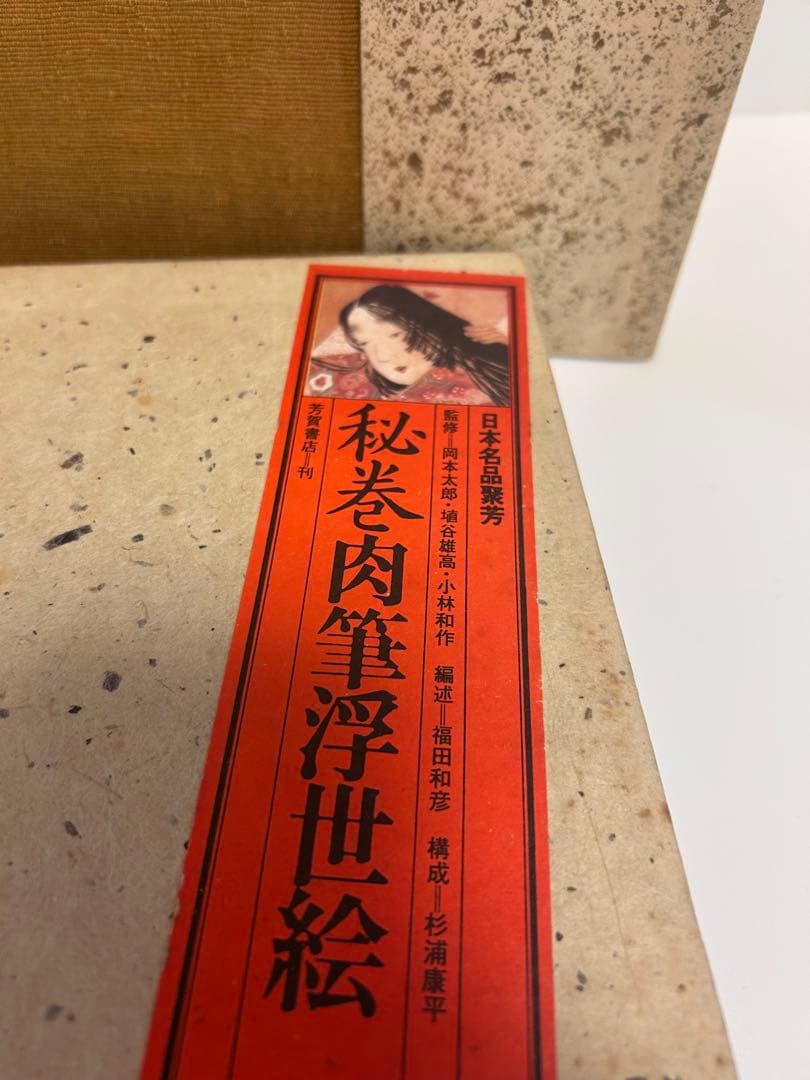 日本名品聚芳
監修＝岡本太郎・埴谷雄高・小林和作　編述＝福田和彦　構成＝杉浦康平
秘巻肉筆浮世絵
芳賀書店＝刊